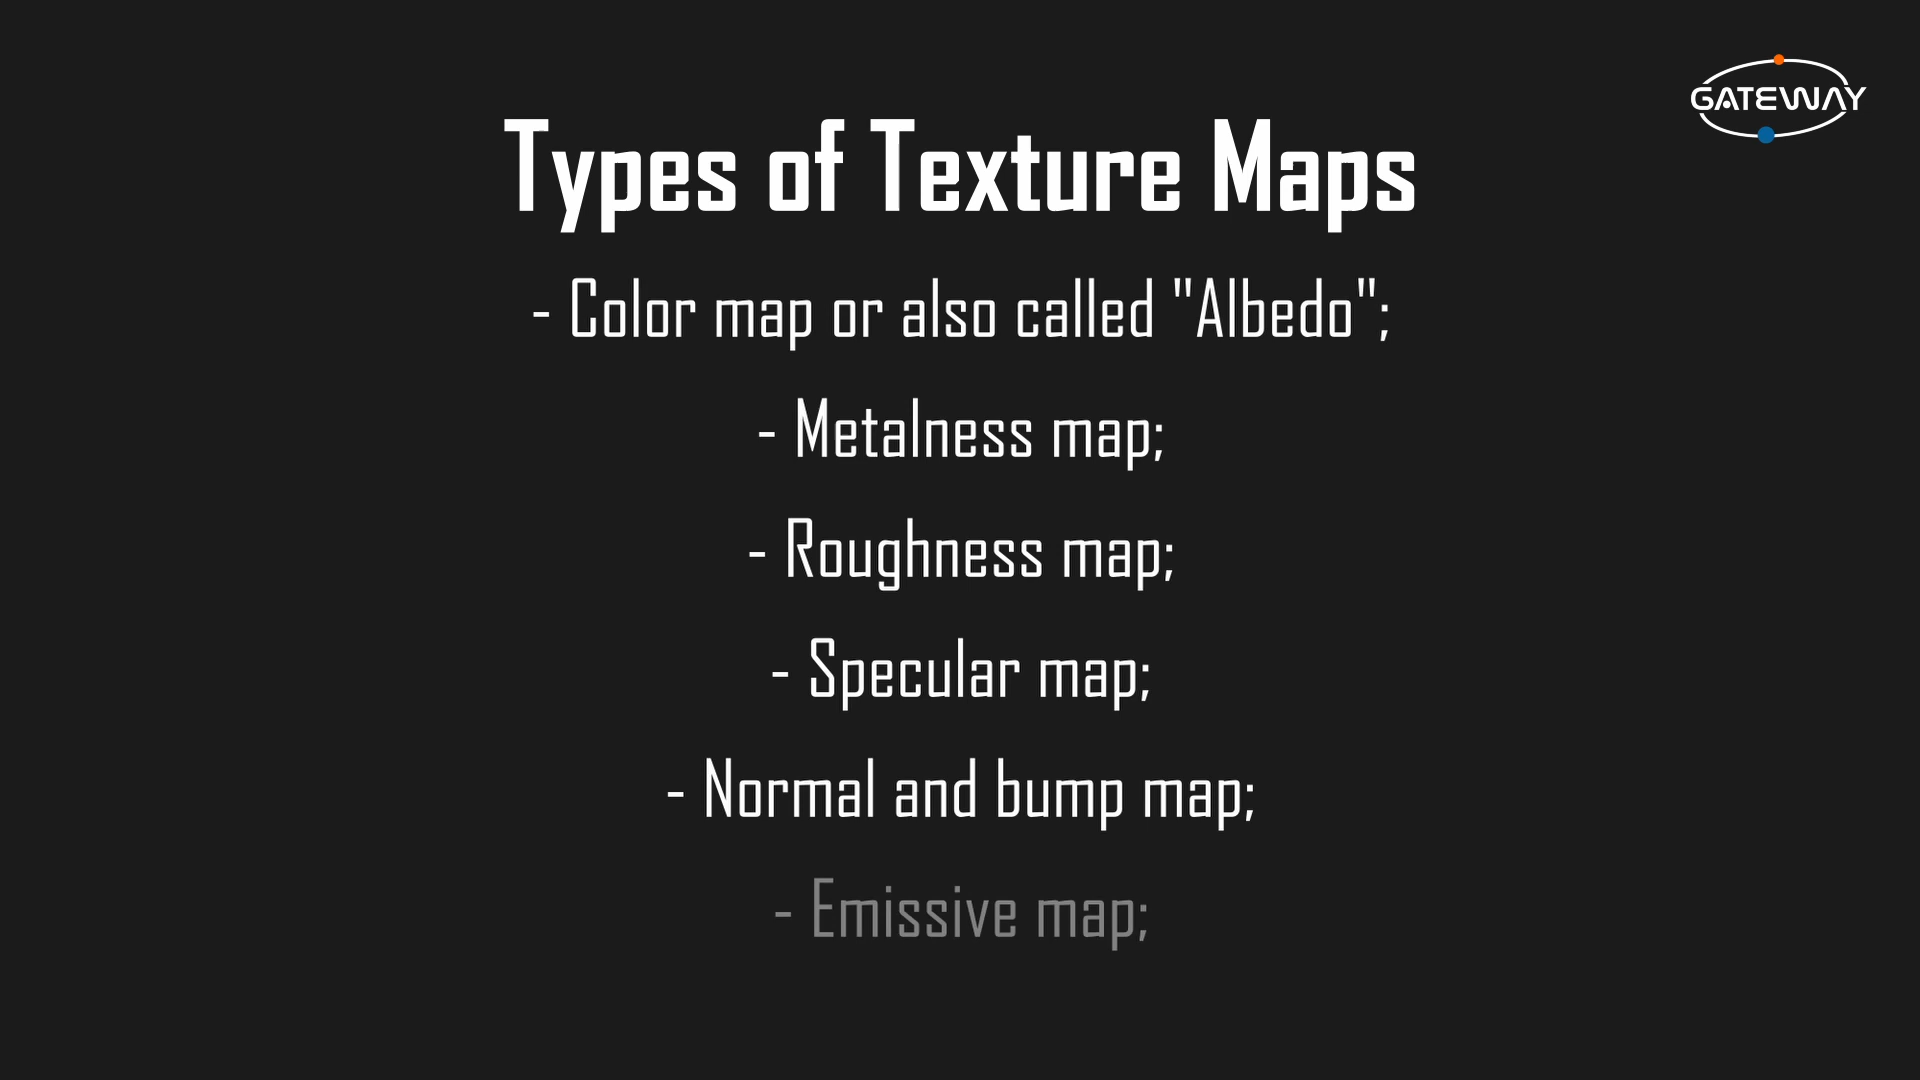 GATEWAY
Types of Texture Maps
- Color map or also called "Albedo";
- Metalness map;
- Roughness map;
- Specular map;
- Normal and bump map;
- Emissive map;